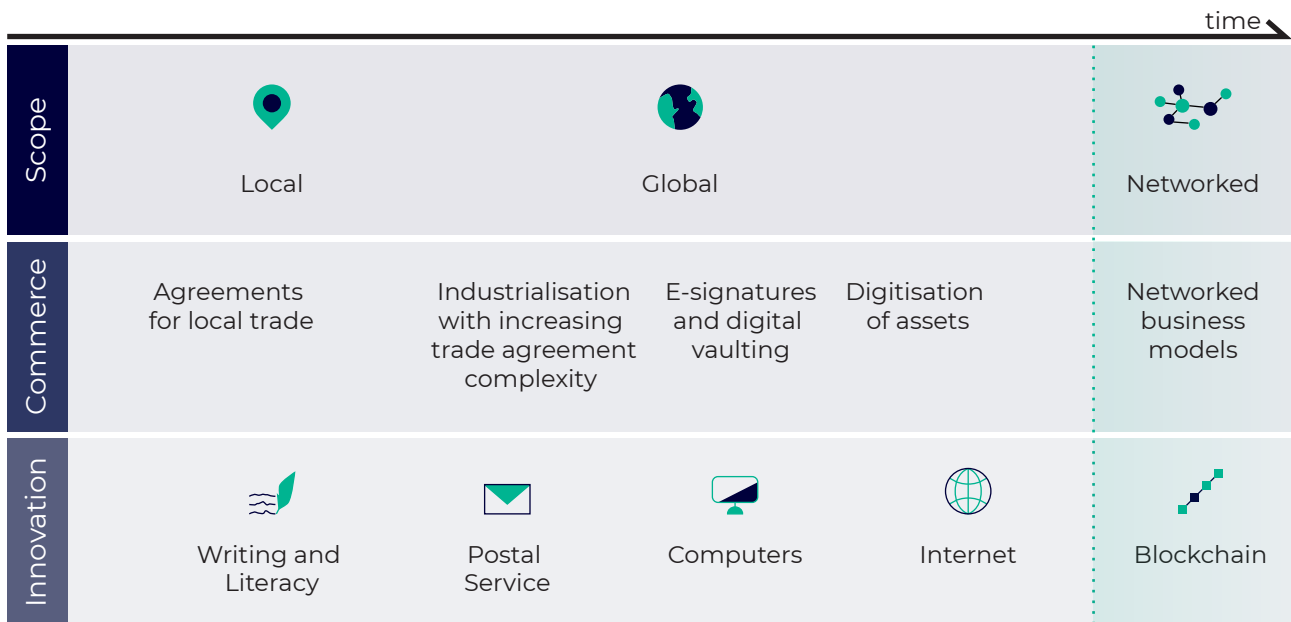 time
Scope
Local
Global
Networked
Commerce
Agreements
for local trade
Industrialisation
with increasing
trade agreement
complexity
E-signatures
and digital
vaulting
Digitisation
of assets
Networked
business
models
Innovation
Writing and
Literacy
Postal
Service
Computers
Internet
Blockchain